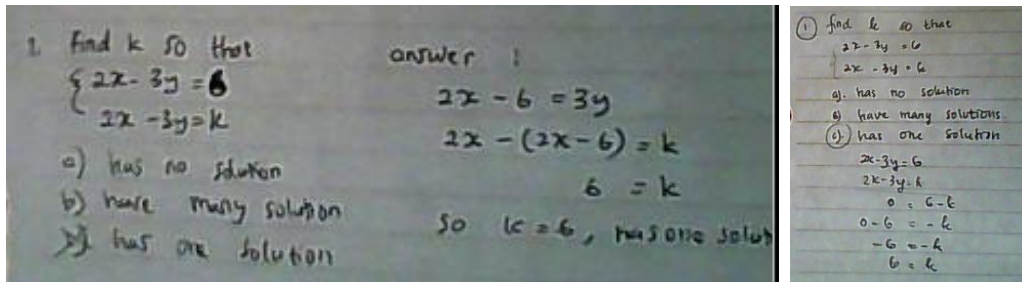 1. find k so that
2x - 3y = 6
2x - 3y = k
a) has no solution
b) have many solution
has one solution
answer :
2x - 6 = 3y
2x - (2x - 6) = k
6 = k
So k = 6, has one solut
1 find k so that
2x - 3y = 6
2x - 3y = k
a). has no solution
b) have many solutions.
c). has one solution
2x - 3y = 6
2x - 3y = k
0 = 6 - k
0 - 6 = - k
- 6 = - k
6 = k